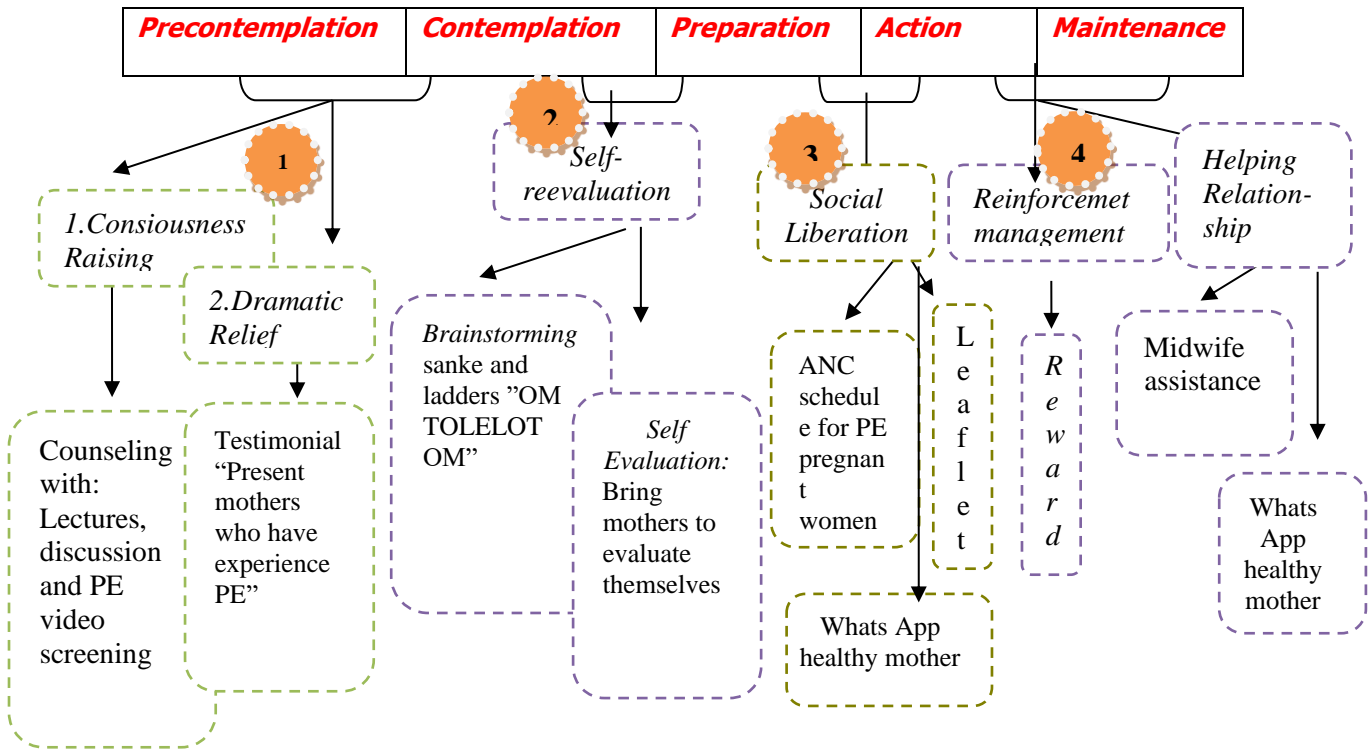 Precontemplation
Contemplation
Preparation
Action
Maintenance
1
2
3
4
1.Consiousness
Raising
2.Dramatic
Relief
Self-
reevaluation
Social
Liberation
Reinforcemet
management
Helping
Relation-
ship
Counseling
with:
Lectures,
discussion
and PE
video
screening
Testimonial
“Present
mothers
who have
experience
PE”
Brainstorming
sanke and
ladders ”OM
TOLELOT
OM”
Self
Evaluation:
Bring
mothers to
evaluate
themselves
ANC
schedul
e for PE
pregnan
t
women
L
e
a
f
l
e
t
Whats App
healthy mother
R
e
w
a
r
d
Midwife
assistance
Whats
App
healthy
mother